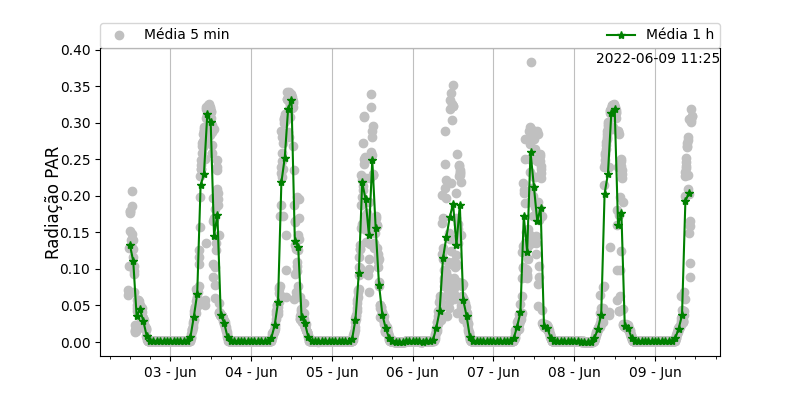 Média 5 min
Média 1 h
2022-06-09 11:25
0.40
0.35
0.30
0.25
0.20
0.15
0.10
0.05
0.00
Radiação PAR
03 - Jun
04 - Jun
05 - Jun
06 - Jun
07 - Jun
08 - Jun
09 - Jun